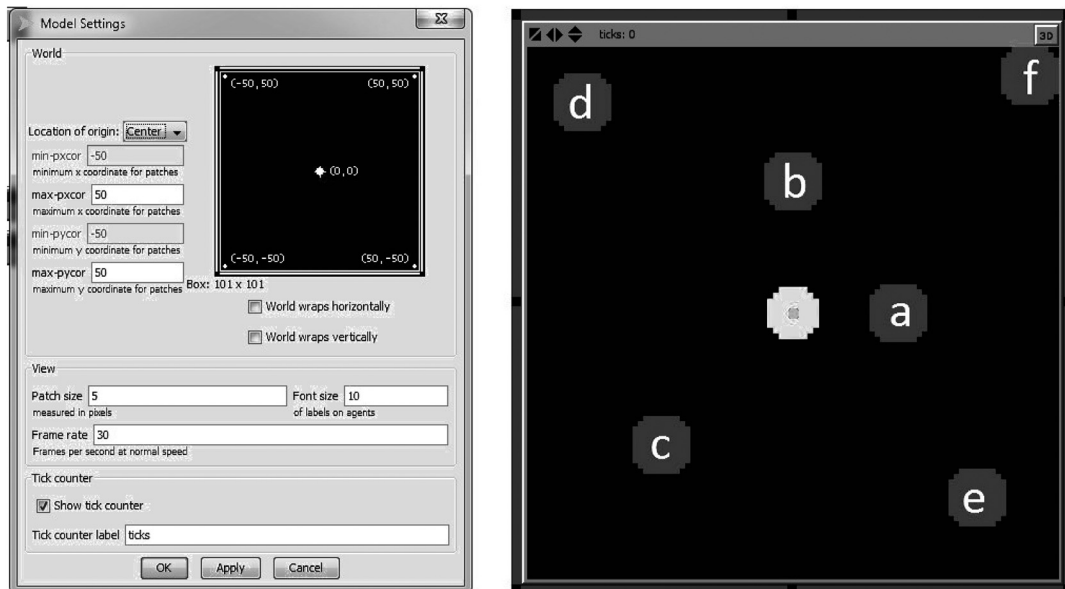 Model Settings
World
(-50,50)
(50,50)
Location of origin: Center
(0,0)
min-pxcor -50
minimum x coordinate for patches
max-pxcor 50
maximum x coordinate for patches
min-pycor -50
minimum y coordinate for patches
(-50,-50)
(50,-50)
max-pycor 50
maximum y coordinate for patches
Box: 101 x 101
World wraps horizontally
World wraps vertically
View
Patch size 5
Font size 10
measured in pixels
of labels on agents
Frame rate 30
Frames per second at normal speed
Tick counter
Show tick counter
Tick counter label ticks
OK
Apply
Cancel
ticks: 0
3D
f
d
b
a
c
e